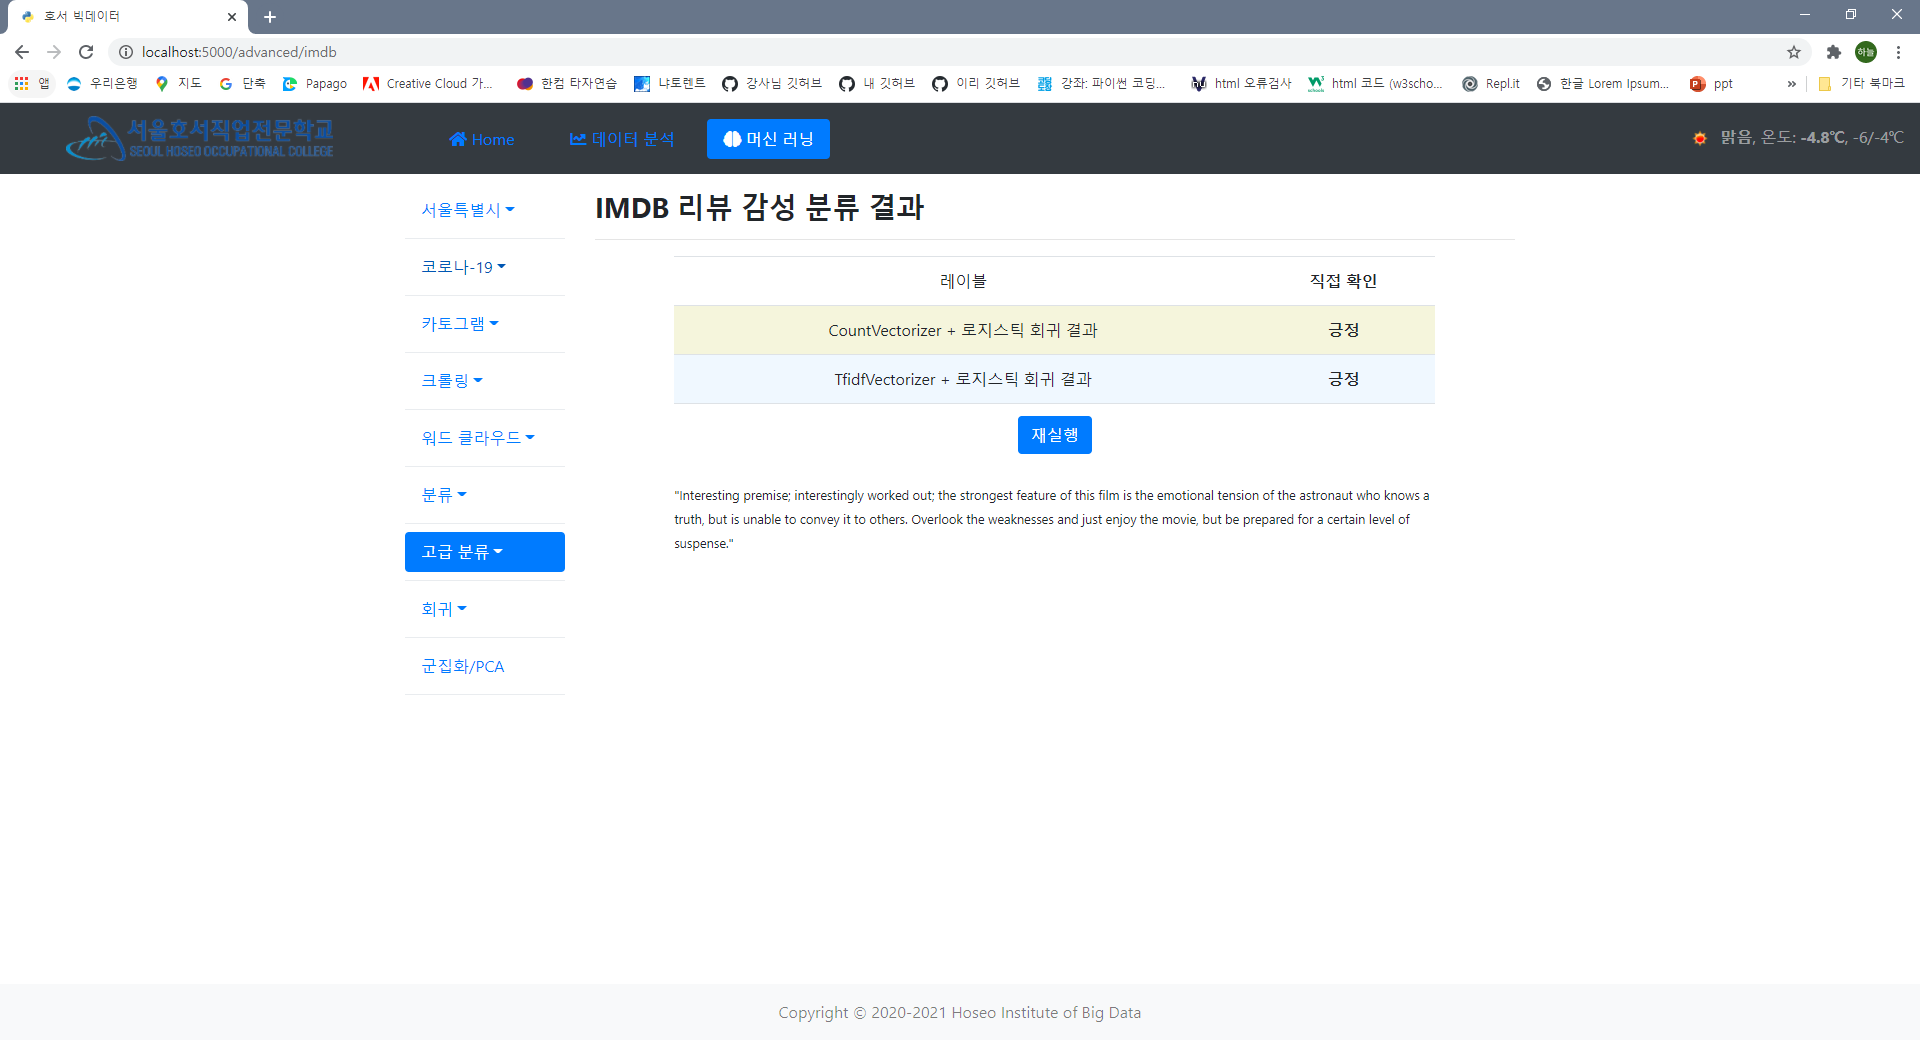 호서 빅데이터
localhost:5000/advanced/imdb
하늘
앱 우리은행 지도 단축 Papago Creative Cloud 가... 한컴 타자연습 냐토렌트 강사님 깃허브 내 깃허브 이리 깃허브 강좌: 파이썬 코딩... html 오류검사 html 코드 (w3scho... Repl.it 한글 Lorem Ipsum... ppt » 기타 북마크
서울호서직업전문학교
SEOUL HOSEO OCCUPATIONAL COLLEGE
Home 데이터 분석 머신 러닝
맑음, 온도: -4.8℃, -6/-4℃
서울특별시
코로나-19
카토그램
크롤링
워드 클라우드
분류
고급 분류
회귀
군집화/PCA
IMDB 리뷰 감성 분류 결과
레이블 직접 확인
CountVectorizer + 로지스틱 회귀 결과 긍정
TfidfVectorizer + 로지스틱 회귀 결과 긍정
재실행
"Interesting premise; interestingly worked out; the strongest feature of this film is the emotional tension of the astronaut who knows a
truth, but is unable to convey it to others. Overlook the weaknesses and just enjoy the movie, but be prepared for a certain level of
suspense."
Copyright © 2020-2021 Hoseo Institute of Big Data